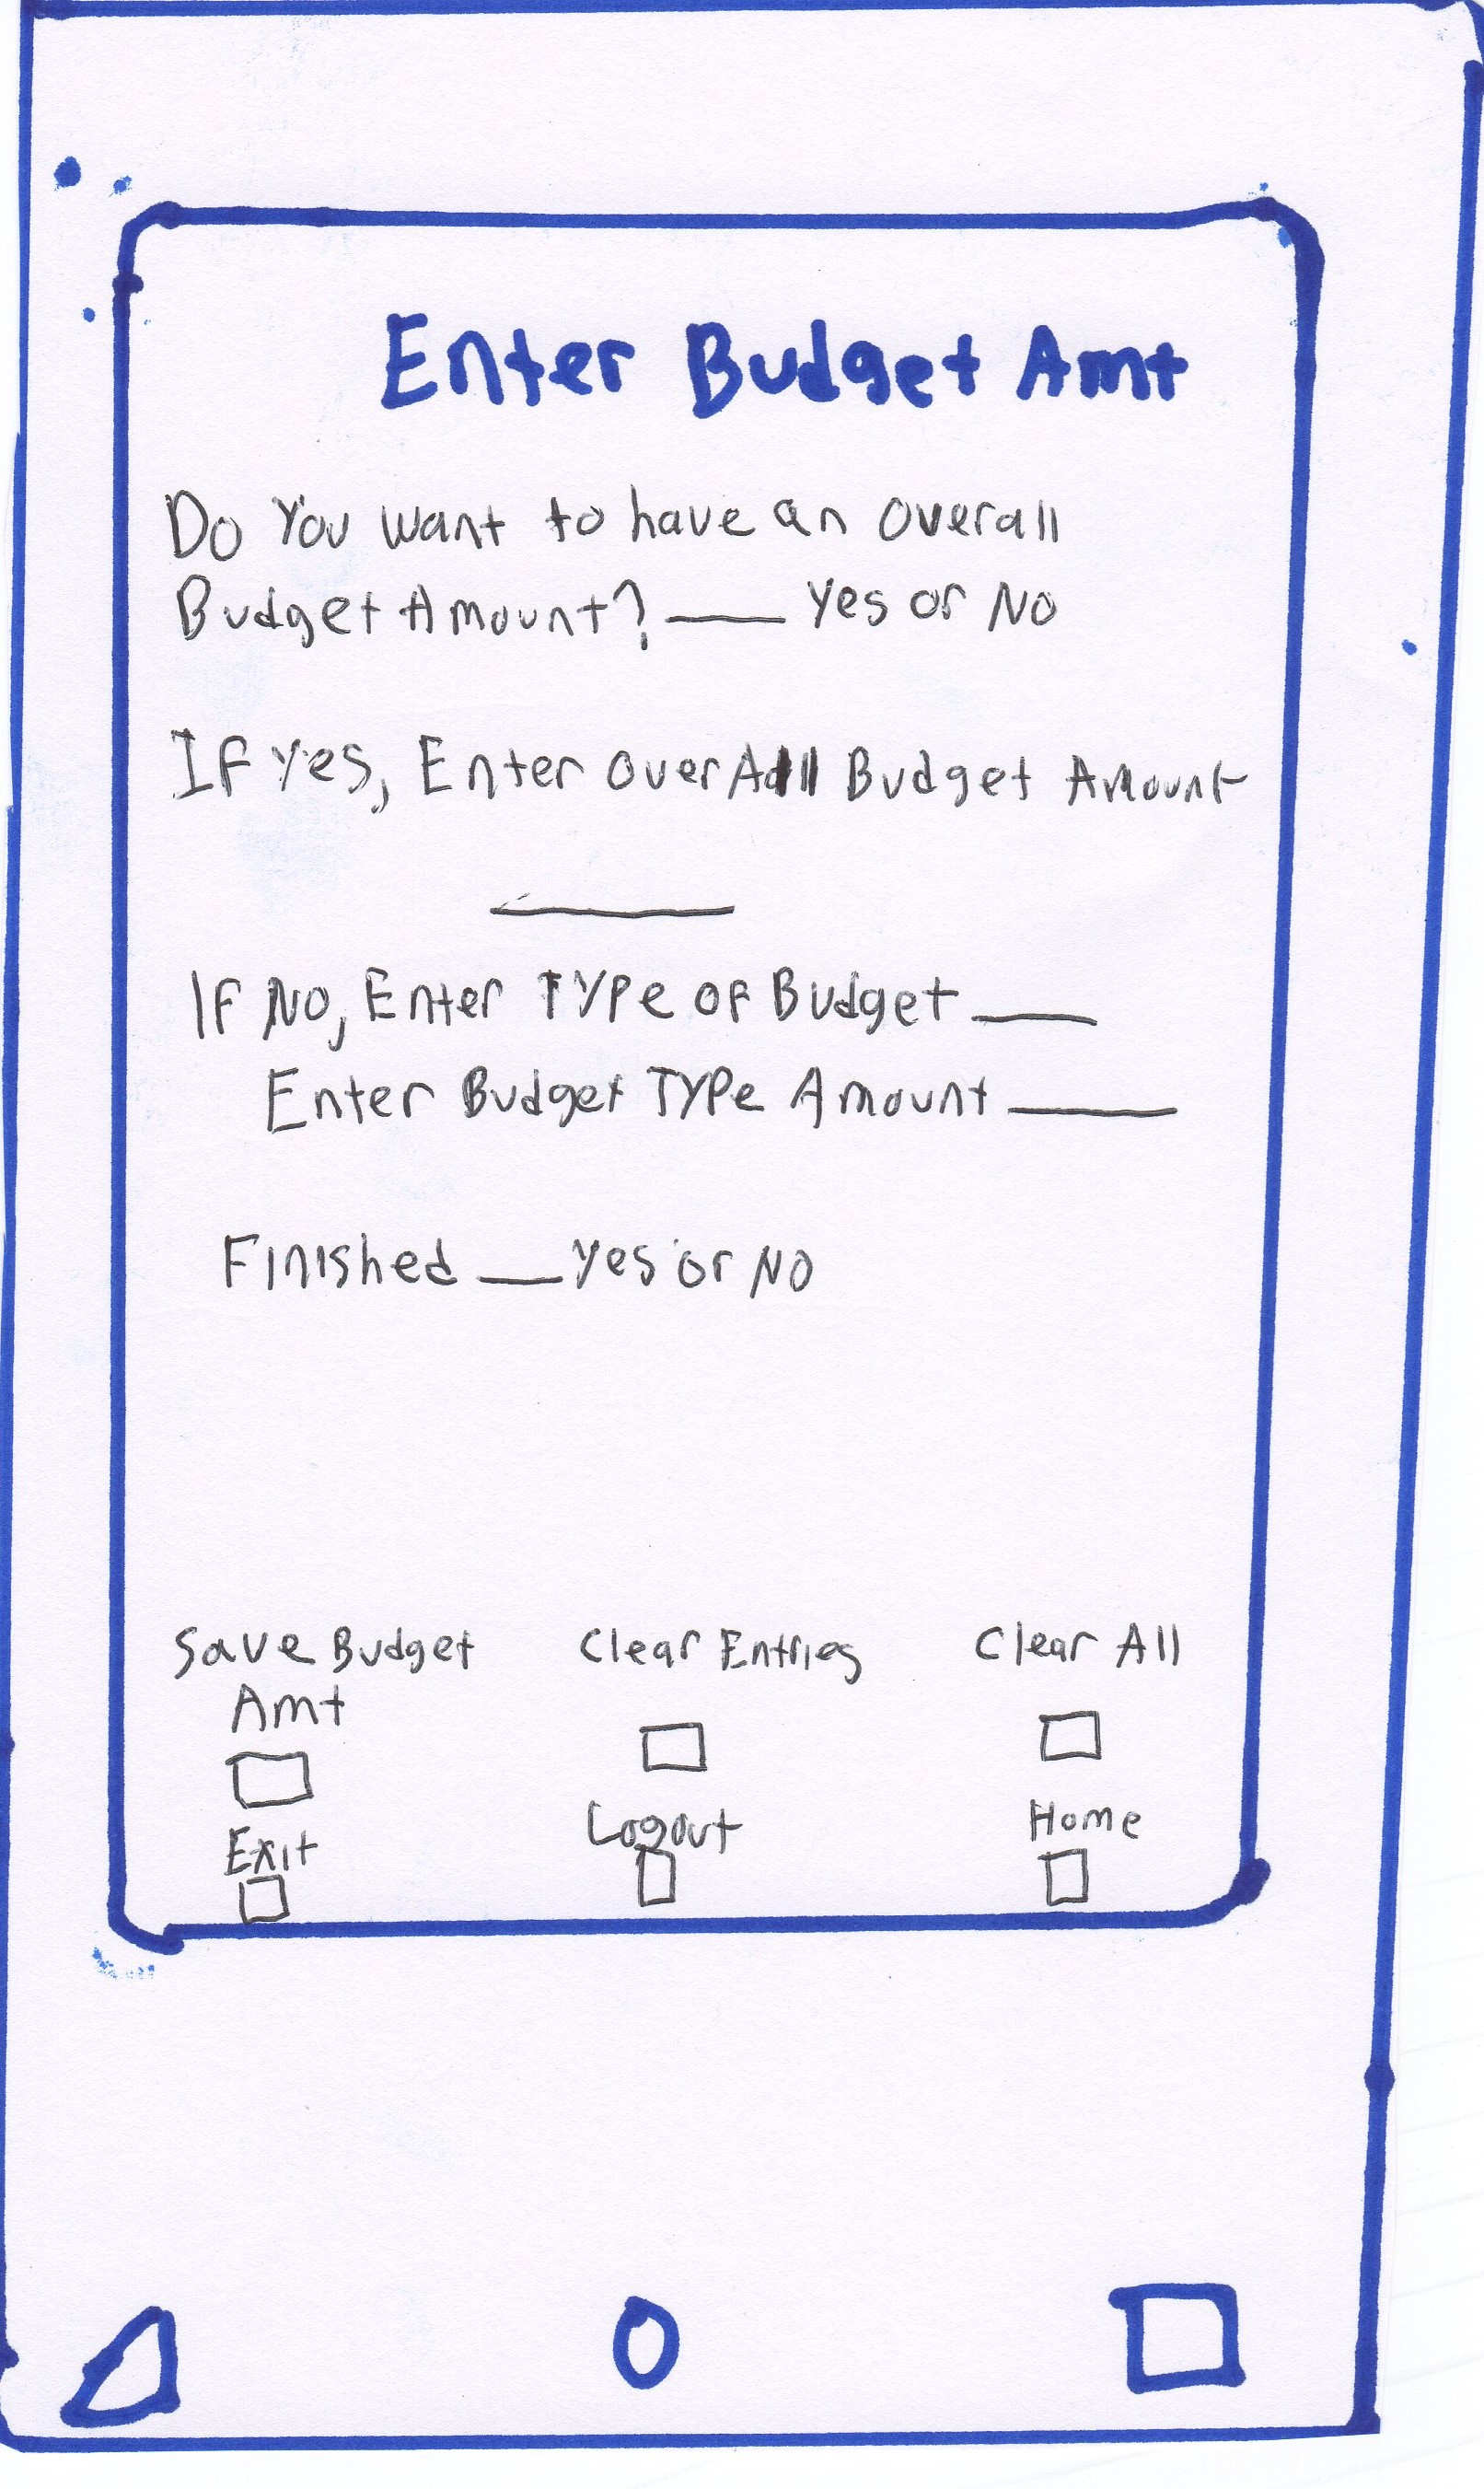 Enter Budget Amt
Do You want to have an overall
Budget Amount? ____ Yes or No
If Yes, Enter OverAll Budget Amount
____
If No, Enter Type of Budget ____
Enter Budget Type Amount ____
Finished ___ Yes or No
Save Budget Clear Entries Clear All
Amt
Exit Logout Home